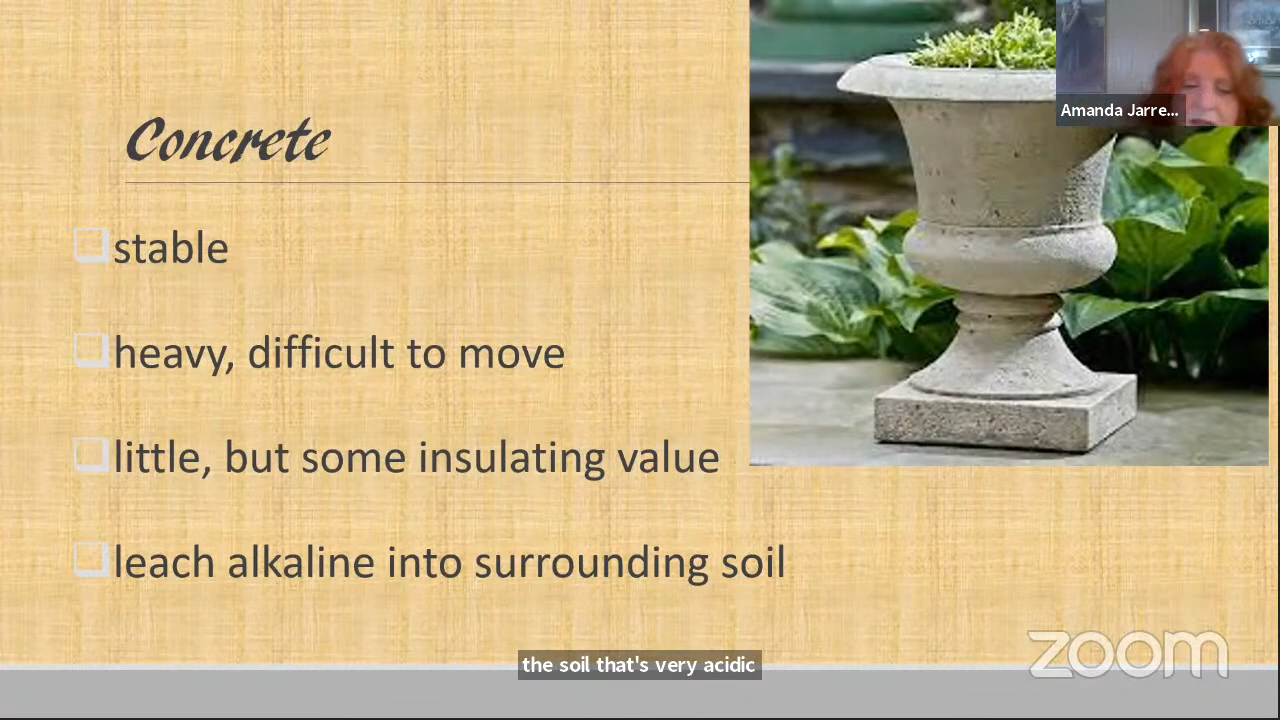 Amanda Jarre...
Concrete
stable
heavy, difficult to move
little, but some insulating value
leach alkaline into surrounding soil
zoom
the soil that's very acidic